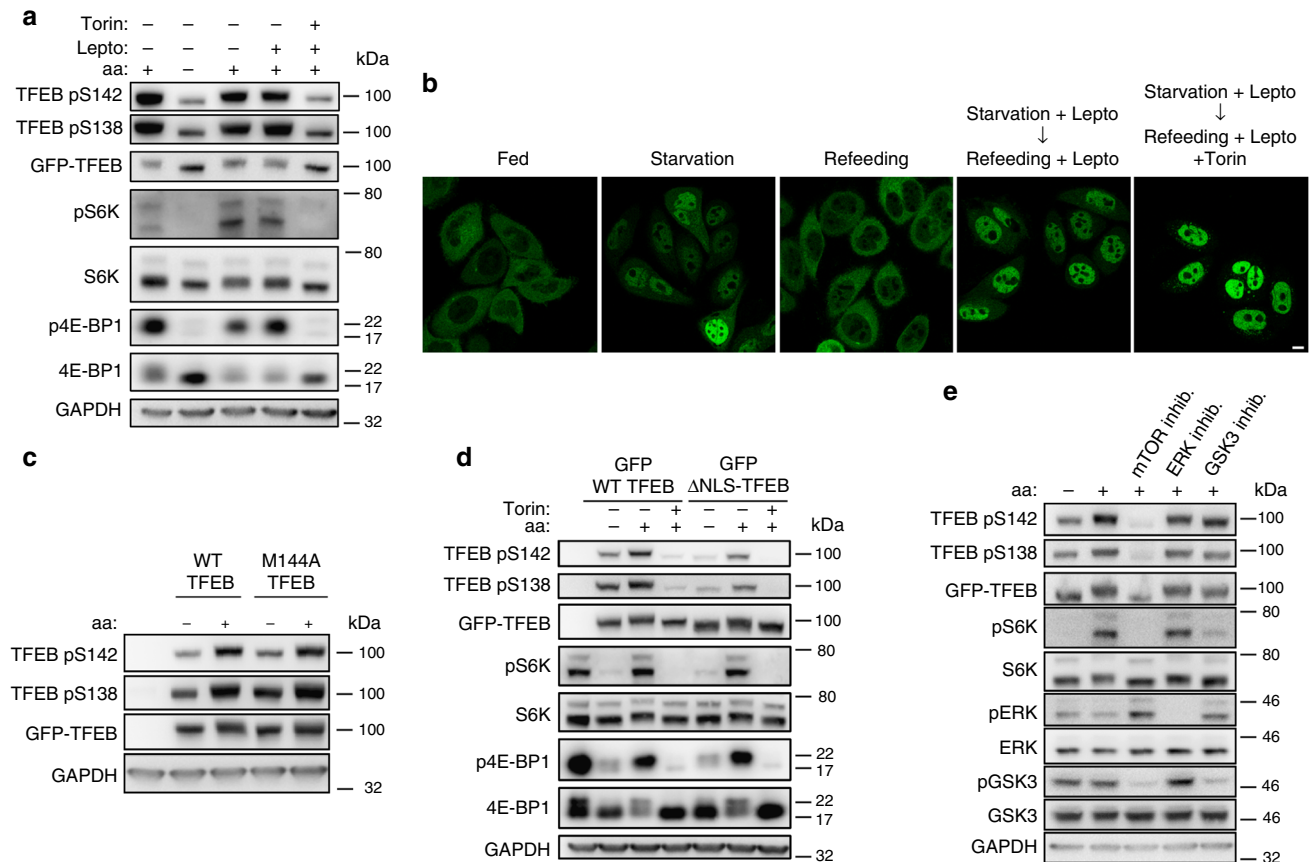 a
Torin: – – – – +
Lepto: – – – + +
aa: + – + + +
kDa
TFEB pS142
100
TFEB pS138
100
GFP-TFEB
100
pS6K
80
S6K
80
p4E-BP1
22
17
4E-BP1
22
17
GAPDH
32
b
Fed
Starvation
Refeeding
Starvation + Lepto
↓
Refeeding + Lepto
Starvation + Lepto
↓
Refeeding + Lepto
+Torin
c
WT
TFEB
M144A
TFEB
aa: – + – +
kDa
TFEB pS142
100
TFEB pS138
100
GFP-TFEB
100
GAPDH
32
d
GFP
WT TFEB
GFP
ΔNLS-TFEB
Torin: – – + – – +
aa: – + + – + +
kDa
TFEB pS142
100
TFEB pS138
100
GFP-TFEB
100
pS6K
80
S6K
80
p4E-BP1
22
17
4E-BP1
22
17
GAPDH
32
e
mTOR inhib.
ERK inhib.
GSK3 inhib.
aa: – + + + +
kDa
TFEB pS142
100
TFEB pS138
100
GFP-TFEB
100
pS6K
80
S6K
80
pERK
46
ERK
46
pGSK3
46
GSK3
46
GAPDH
32